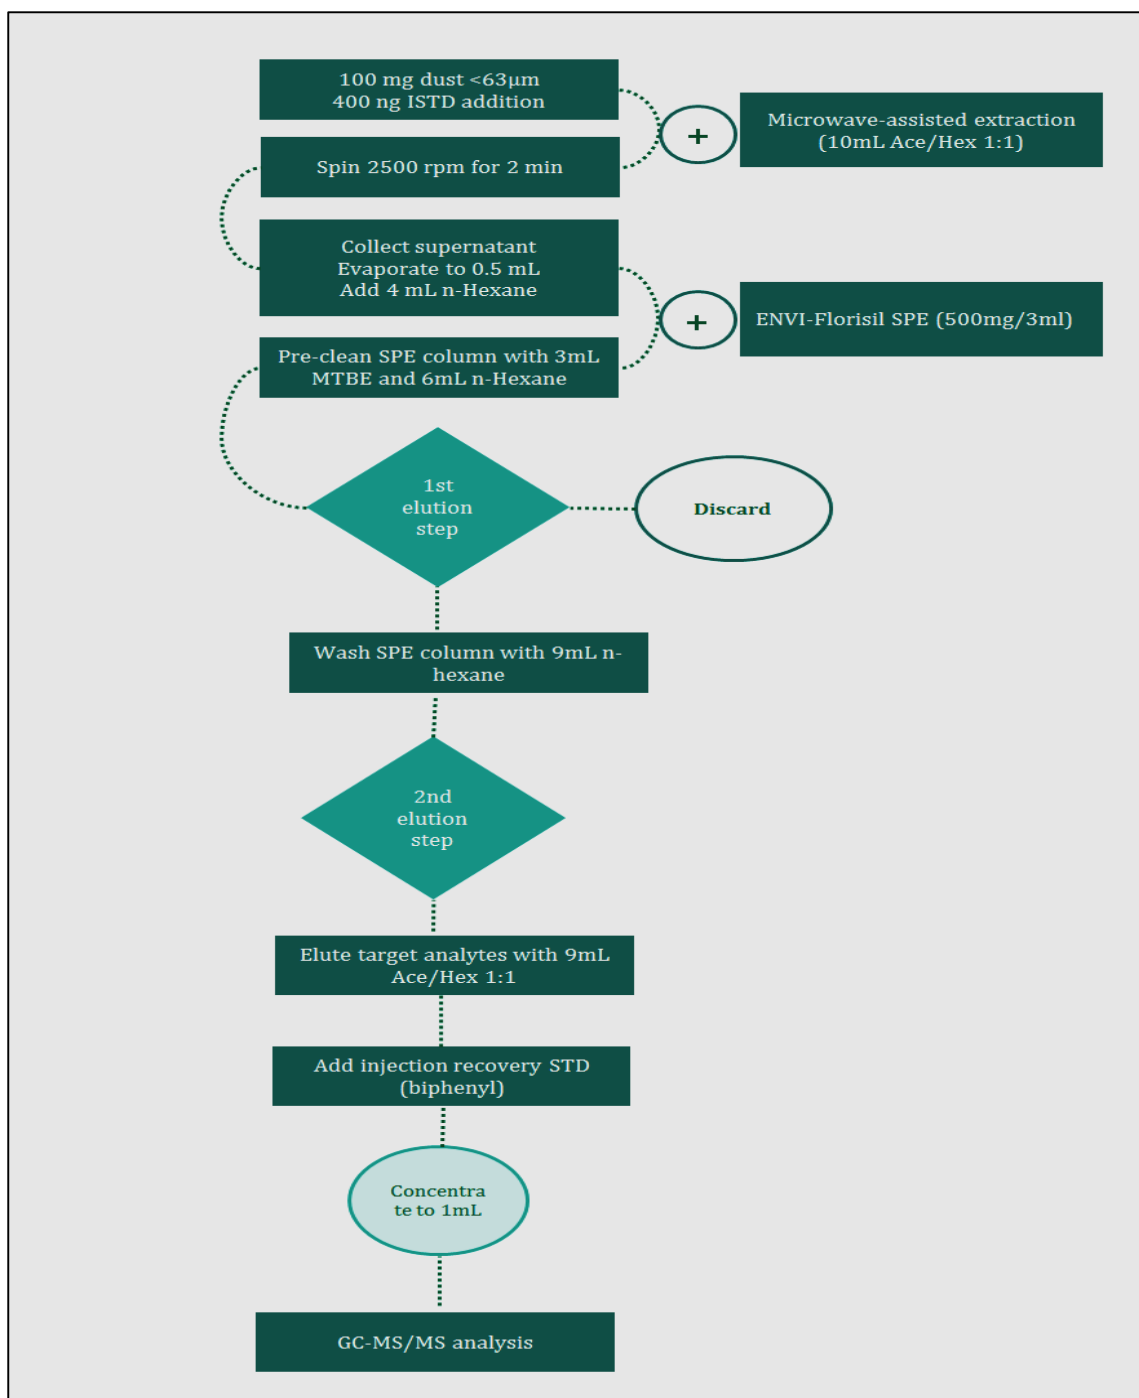 100 mg dust <63µm
400 ng ISTD addition
+
Microwave-assisted extraction
(10mL Ace/Hex 1:1)
Spin 2500 rpm for 2 min
Collect supernatant
Evaporate to 0.5 mL
Add 4 mL n-Hexane
+
ENVI-Florisil SPE (500mg/3ml)
Pre-clean SPE column with 3mL
MTBE and 6mL n-Hexane
1st
elution
step
Discard
Wash SPE column with 9mL n-
hexane
2nd
elution
step
Elute target analytes with 9mL
Ace/Hex 1:1
Add injection recovery STD
(biphenyl)
Concentra
te to 1mL
GC-MS/MS analysis